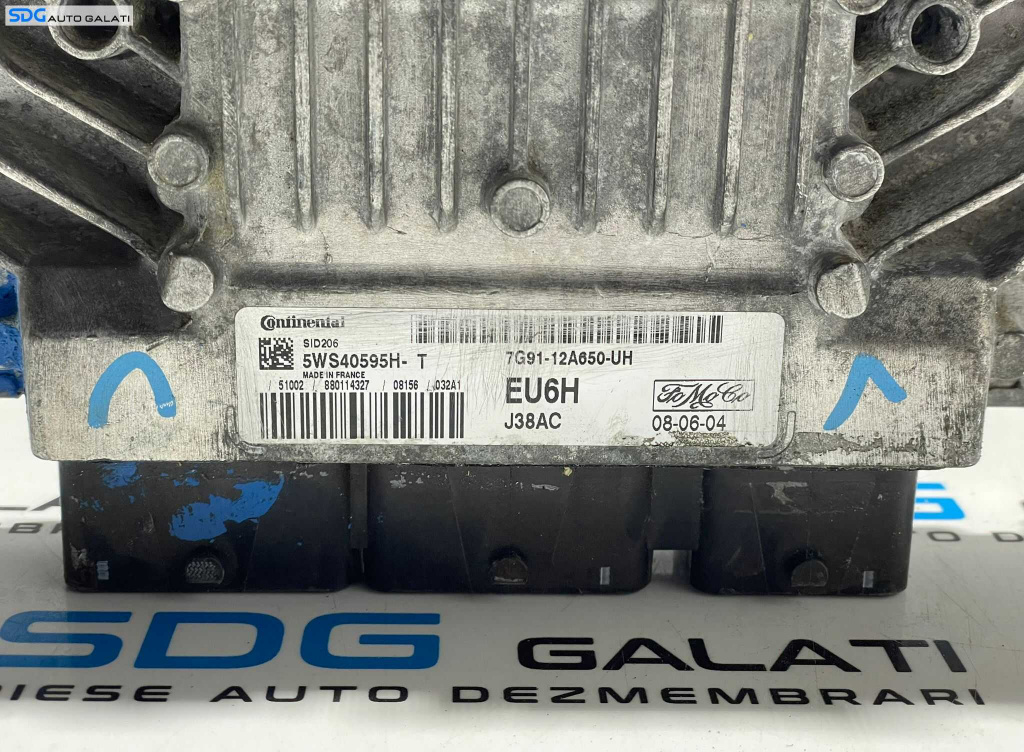 SDG AUTO GALATI
Continental
SID206
5WS40595H- T
MADE IN FRANCE
/ 51002 / 880114327 / 08156 / 032A1
7G91-12A650-UH
EU6H
FoMoCo
J38AC
08-06-04
SDG GALATI
PIESE AUTO DEZMEMBRARI